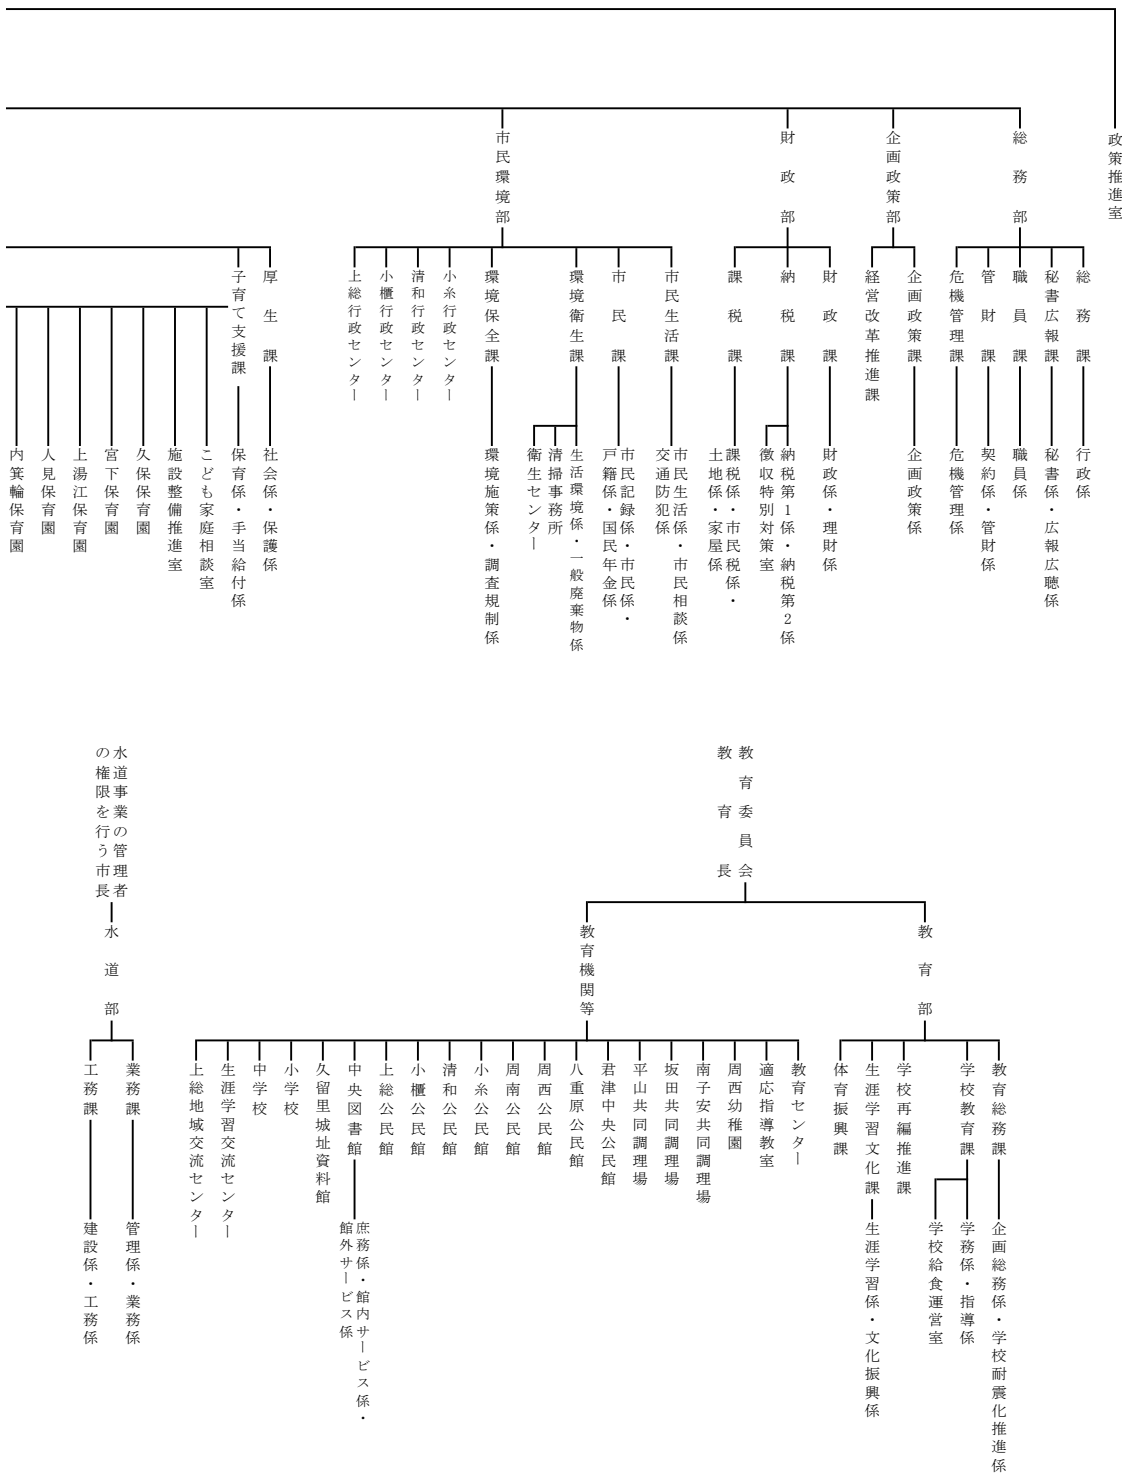 政策推進室
総務部
企画政策部
財政部
市民環境部
総務課
秘書広報課
職員課
管財課
危機管理課
企画政策課
経営改革推進課
財政課
納税課
課税課
市民生活課
市民課
環境衛生課
環境保全課
小糸行政センター
清和行政センター
小櫃行政センター
上総行政センター
厚生課
子育て支援課
行政係
秘書係・広報広聴係
職員係
契約係・管財係
危機管理係
企画政策係
財政係・理財係
納税第1係・納税第2係
徴収特別対策室
課税係・市民税係・
土地係・家屋係
市民生活係・市民相談係
交通防犯係
市民記録係・市民係・
戸籍係・国民年金係
生活環境係・一般廃棄物係
清掃事務所
衛生センター
環境施策係・調査規制係
社会係・保護係
保育係・手当給付係
こども家庭相談室
施設整備推進室
久保保育園
宮下保育園
上湯江保育園
人見保育園
内箕輪保育園
教育委員会
教育長
教育部
教育機関等
教育総務課
学校教育課
学校再編推進課
生涯学習文化課
体育振興課
教育センター
適応指導教室
周西幼稚園
南子安共同調理場
坂田共同調理場
平山共同調理場
君津中央公民館
八重原公民館
周西公民館
周南公民館
小糸公民館
清和公民館
小櫃公民館
上総公民館
中央図書館
久留里城址資料館
小学校
中学校
生涯学習交流センター
上総地域交流センター
企画総務係・学校耐震化推進係
学務係・指導係
学校給食運営室
生涯学習係・文化振興係
庶務係・館内サービス係・
館外サービス係
水道事業の管理者
の権限を行う市長
水道部
業務課
工務課
管理係・業務係
建設係・工務係